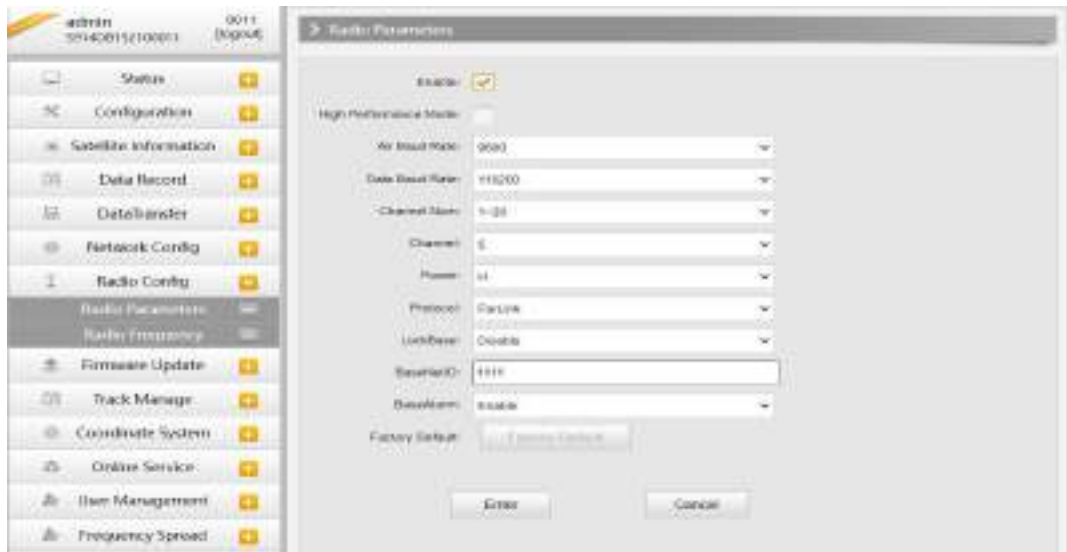 admin
0011
[logout]
Status
Configuration
Satellite Information
Data Record
DataTransfer
Network Config
Radio Config
Radio Parameters
Radio Frequency
Firmware Update
Track Manage
Coordinate System
Online Service
User Management
Frequency Spread
Radio Parameters
Enable:
High Performance Mode:
Air Baud Rate: 9600
Data Baud Rate: 115200
Channel Num:
Channel:
Power: H
Protocol: FarLink
Disable
BaseNetID:
BaseAlarm: Enable
Factory Default: Factory Default
Enter Cancel